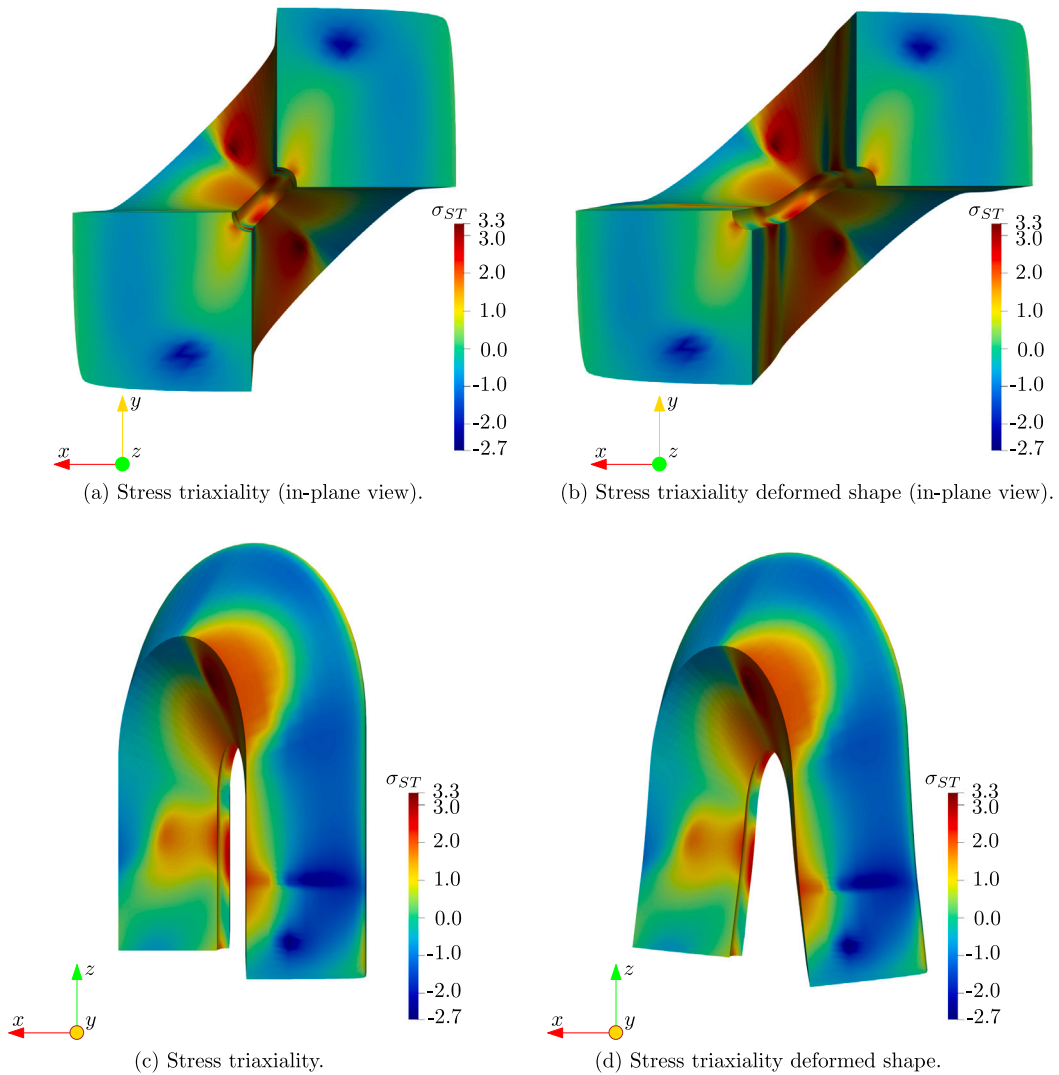 σ_ST
3.3
3.0
2.0
1.0
0.0
-1.0
-2.0
-2.7
y
x
z
(a) Stress triaxiality (in-plane view).
σ_ST
3.3
3.0
2.0
1.0
0.0
-1.0
-2.0
-2.7
y
x
z
(b) Stress triaxiality deformed shape (in-plane view).
σ_ST
3.3
3.0
2.0
1.0
0.0
-1.0
-2.0
-2.7
z
x
y
(c) Stress triaxiality.
σ_ST
3.3
3.0
2.0
1.0
0.0
-1.0
-2.0
-2.7
z
x
y
(d) Stress triaxiality deformed shape.